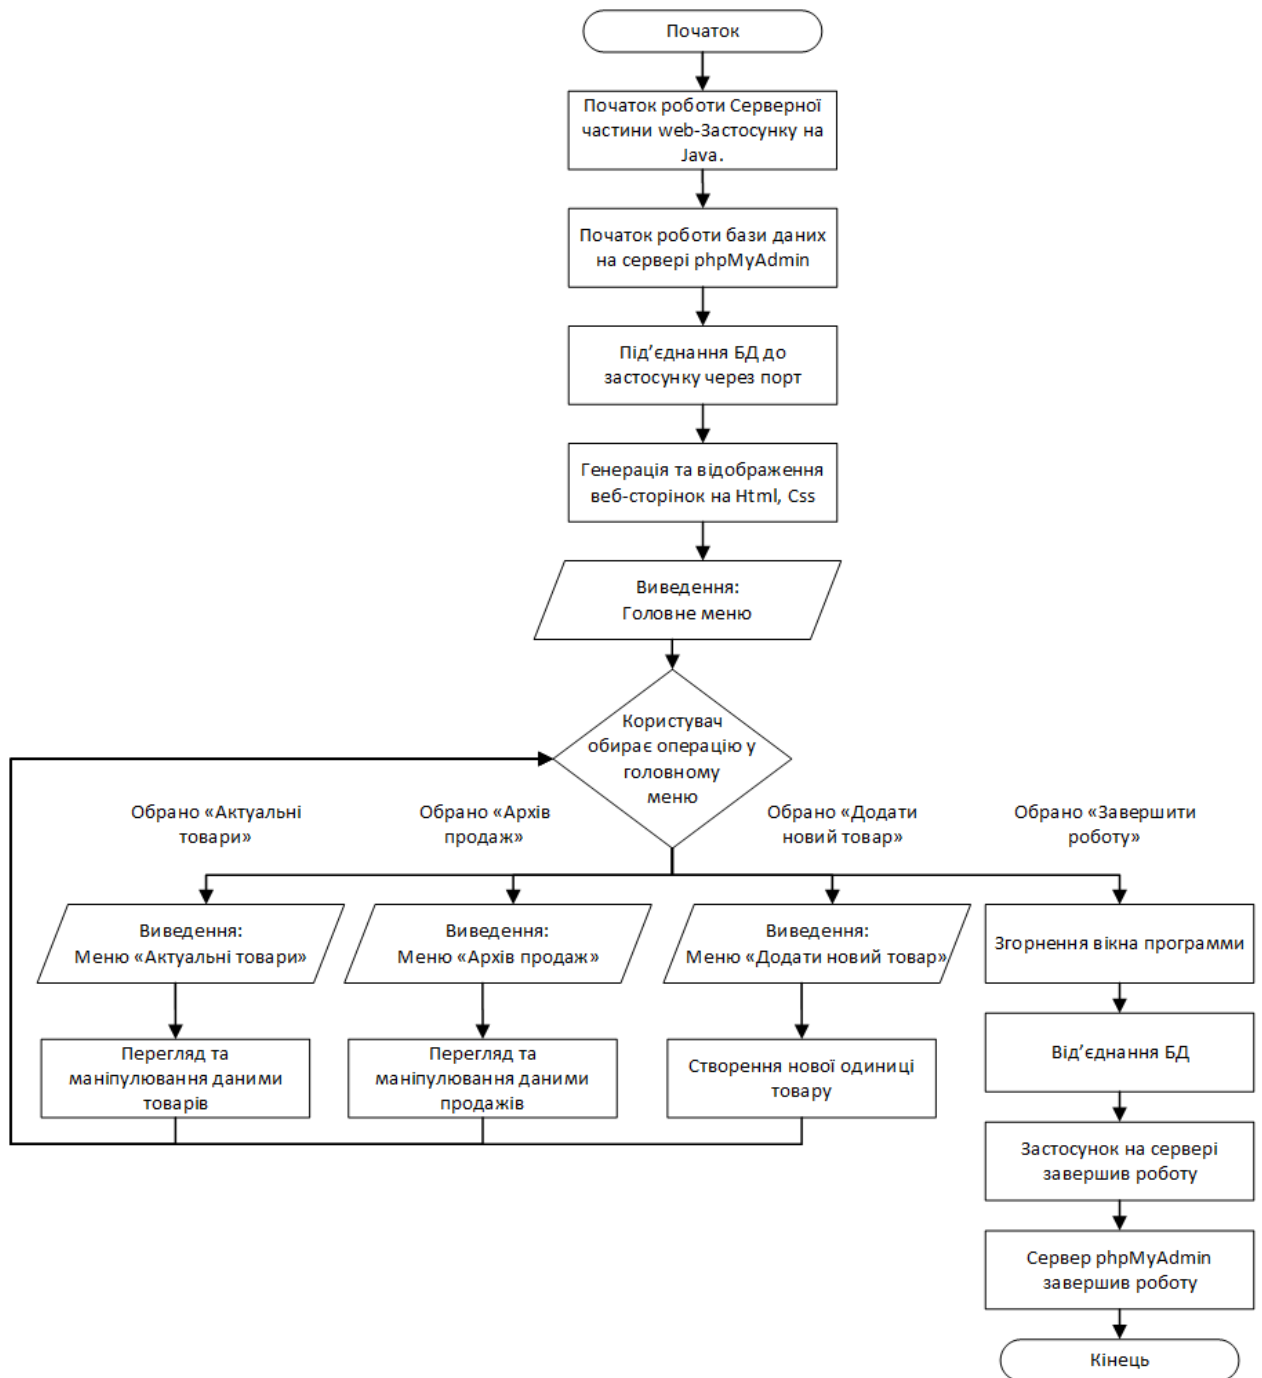 Початок
Початок роботи Серверної
частини web-Застосунку на
Java.
Початок роботи бази даних
на сервері phpMyAdmin
Під’єднання БД до
застосунку через порт
Генерація та відображення
веб-сторінок на Html, Css
Виведення:
Головне меню
Користувач
обирає операцію у
головному
меню
Обрано «Актуальні
товари»
Обрано «Архів
продаж»
Обрано «Додати
новий товар»
Обрано «Завершити
роботу»
Виведення:
Меню «Актуальні товари»
Виведення:
Меню «Архів продаж»
Виведення:
Меню «Додати новий товар»
Згорнення вікна программи
Перегляд та
маніпулювання даними
товарів
Перегляд та
маніпулювання даними
продажів
Створення нової одиниці
товару
Від’єднання БД
Застосунок на сервері
завершив роботу
Сервер phpMyAdmin
завершив роботу
Кінець